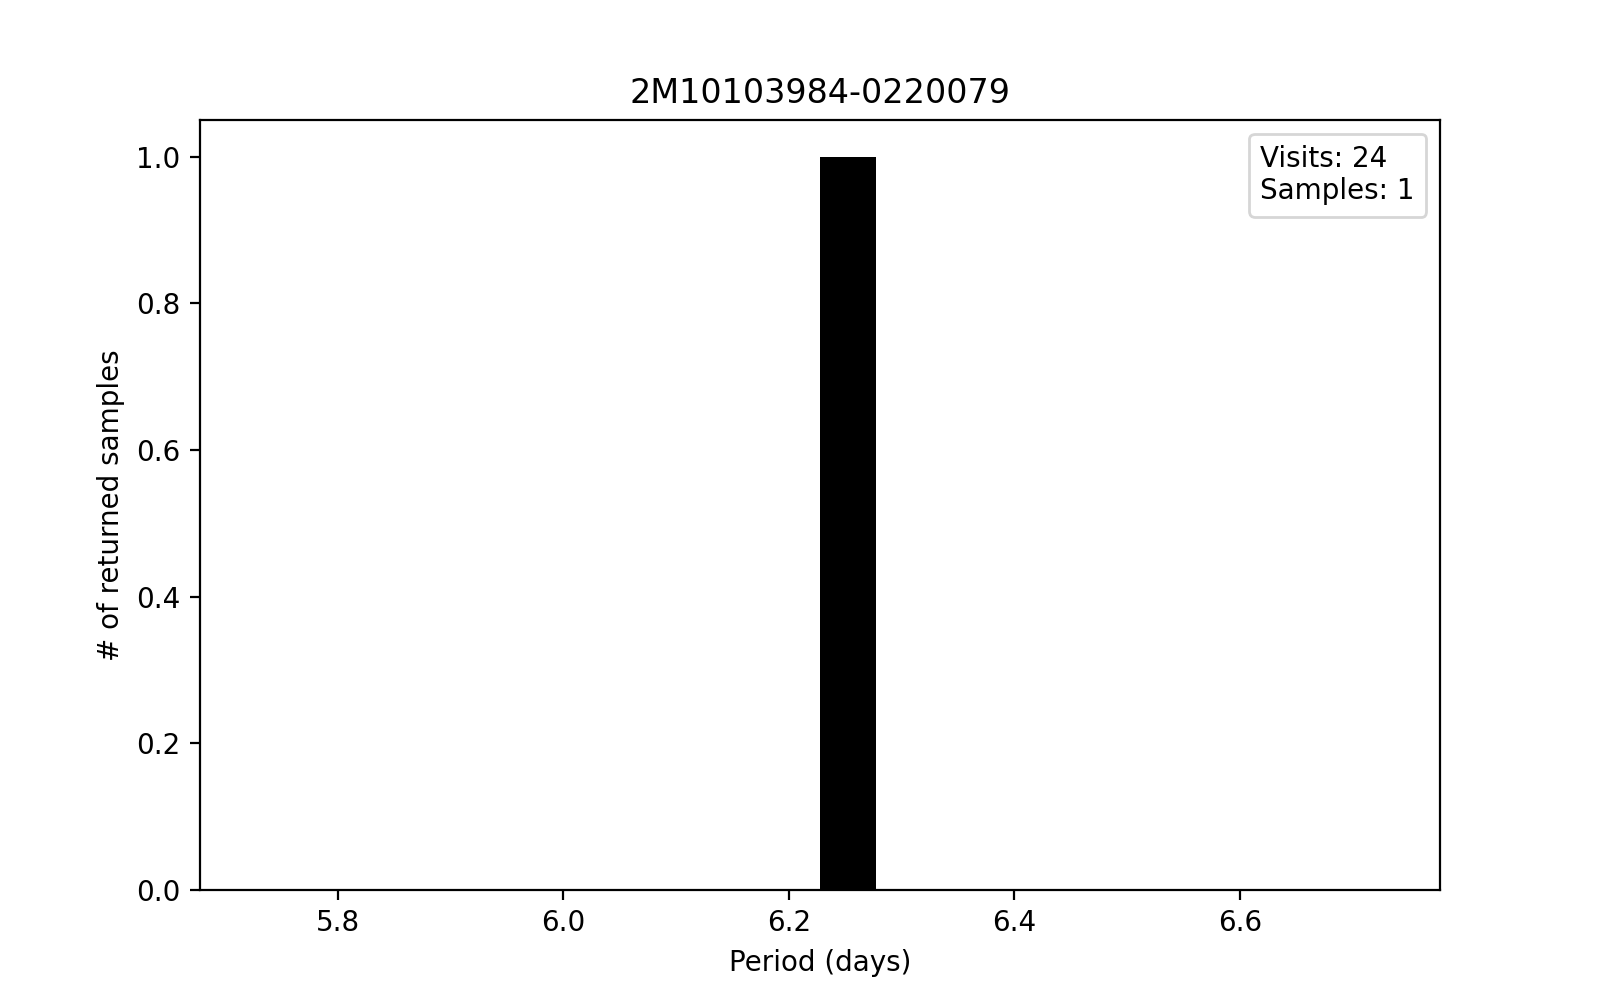 2M10103984-0220079
Visits: 24
Samples: 1
# of returned samples
1.0
0.8
0.6
0.4
0.2
0.0
5.8 6.0 6.2 6.4 6.6
Period (days)